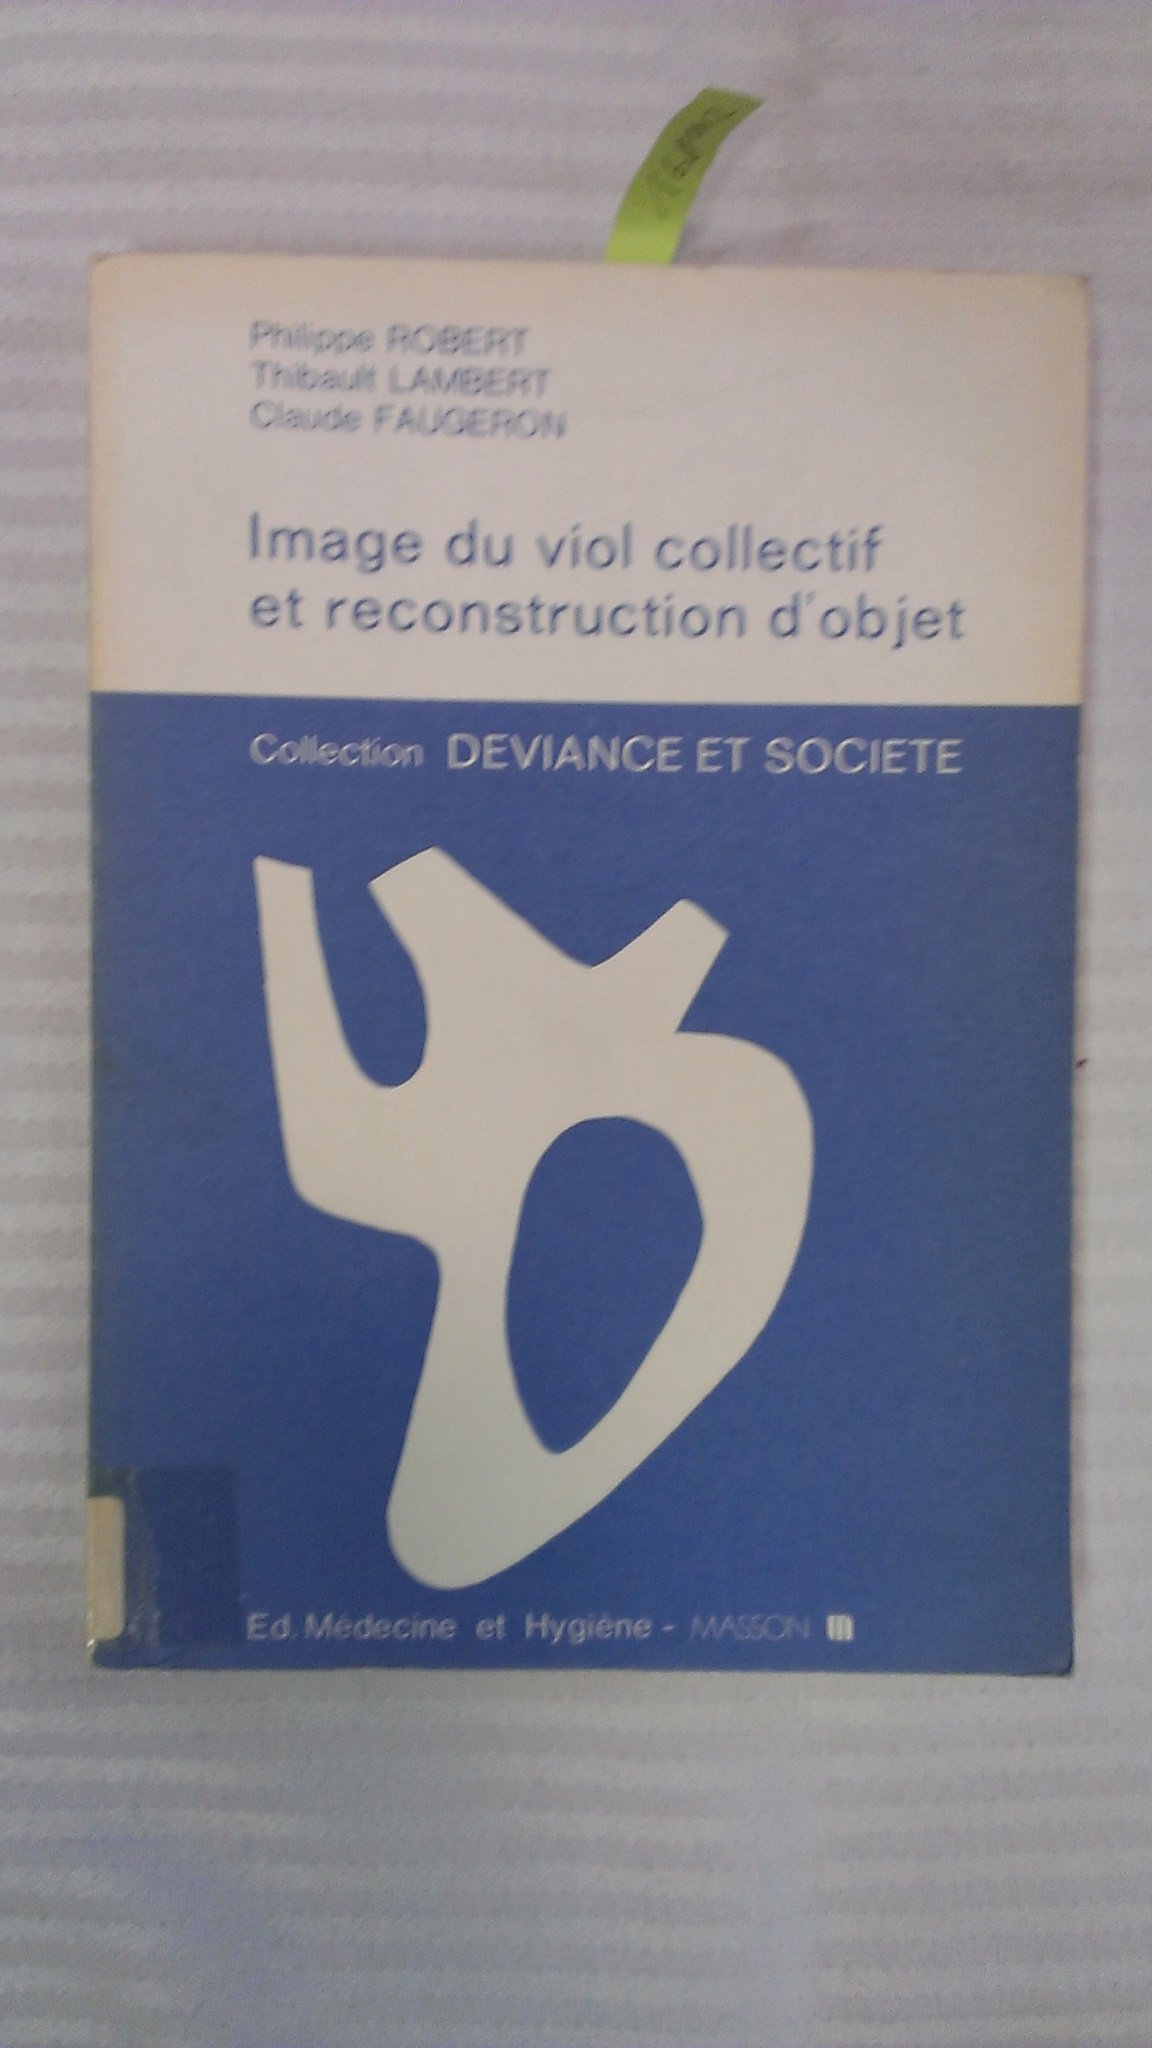 Philippe ROBERT
Thibault LAMBERT
Claude FAUGERON
Image du viol collectif
et reconstruction d'objet
Collection DEVIANCE ET SOCIETE
Ed. Médecine et Hygiène - MASSON m